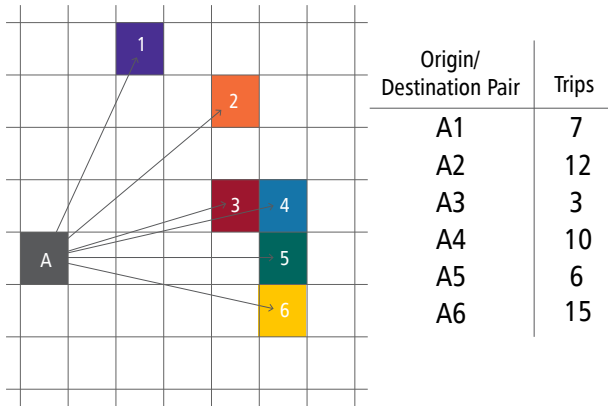 1
2
3
4
A
5
6
Origin/
Destination Pair Trips
A1 7
A2 12
A3 3
A4 10
A5 6
A6 15